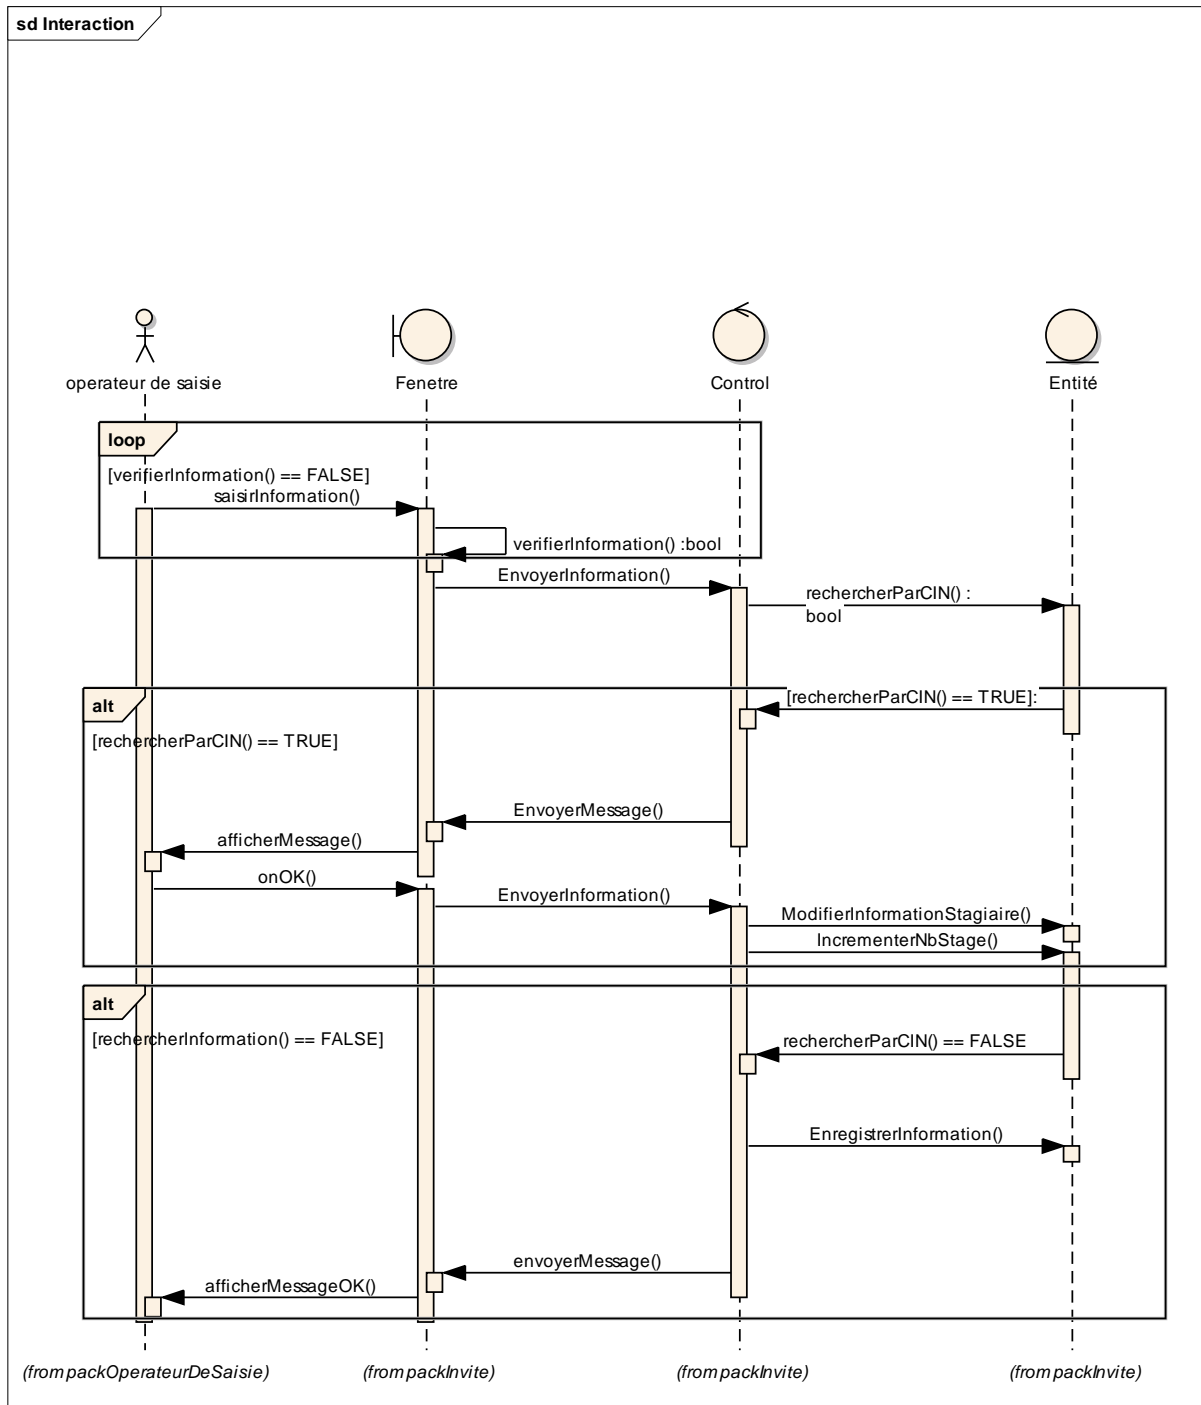 sd Interaction
operateur de saisie
Fenetre
Control
Entité
loop
[verifierInformation() == FALSE]
saisirInformation()
verifierInformation() :bool
EnvoyerInformation()
rechercherParCIN() :
bool
alt
[rechercherParCIN() == TRUE]:
[rechercherParCIN() == TRUE]
EnvoyerMessage()
afficherMessage()
onOK()
EnvoyerInformation()
ModifierInformationStagiaire()
IncrementerNbStage()
alt
[rechercherInformation() == FALSE]
rechercherParCIN() == FALSE
EnregistrerInformation()
envoyerMessage()
afficherMessageOK()
(from packOperateurDeSaisie)
(from packInvite)
(from packInvite)
(from packInvite)